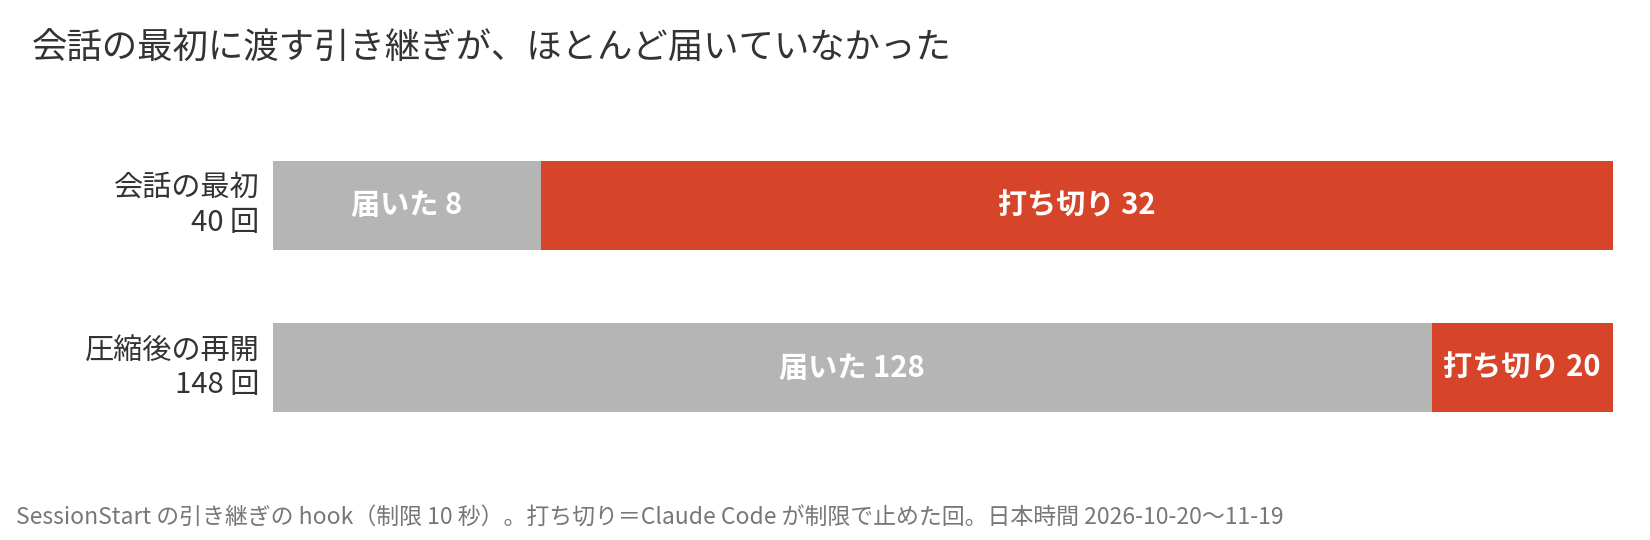 会話の最初に渡す引き継ぎが、ほとんど届いていなかった
会話の最初
40 回
届いた 8
打ち切り 32
圧縮後の再開
148 回
届いた 128
打ち切り 20
SessionStart の引き継ぎの hook（制限 10 秒）。打ち切り＝Claude Code が制限で止めた回。日本時間 2026-10-20〜11-19